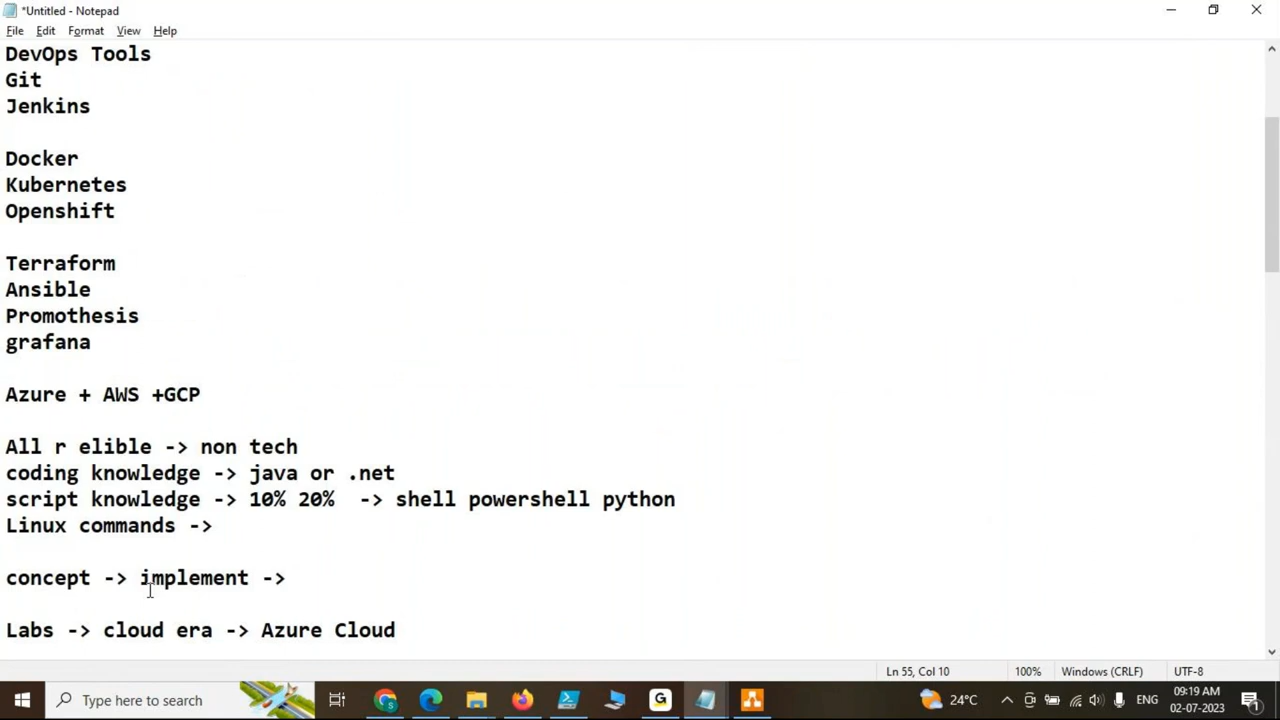 *Untitled - Notepad
File Edit Format View Help
DevOps Tools
Git
Jenkins
Docker
Kubernetes
Openshift
Terraform
Ansible
Promothesis
grafana
Azure + AWS +GCP
All r elible -> non tech
coding knowledge -> java or .net
script knowledge -> 10% 20%  -> shell powershell python
Linux commands ->
concept -> implement ->
Labs -> cloud era -> Azure Cloud
Ln 55, Col 10 100% Windows (CRLF) UTF-8
Type here to search 24°C ENG 09:19 AM
02-07-2023